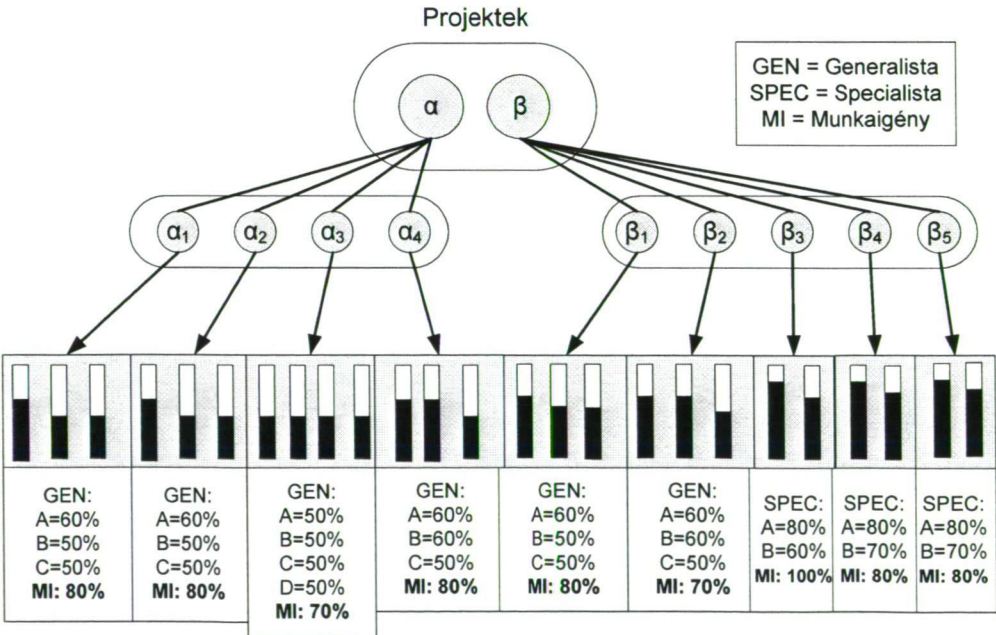 Projektek
GEN = Generalista
SPEC = Specialista
MI = Munkaigény
α
β
α1
α2
α3
α4
β1
β2
β3
β4
β5
GEN:
A=60%
B=50%
C=50%
MI: 80%
GEN:
A=60%
B=50%
C=50%
MI: 80%
GEN:
A=50%
B=50%
C=50%
D=50%
MI: 70%
GEN:
A=60%
B=60%
C=50%
MI: 80%
GEN:
A=60%
B=50%
C=50%
MI: 80%
GEN:
A=60%
B=60%
C=50%
MI: 70%
SPEC:
A=80%
B=60%
MI: 100%
SPEC:
A=80%
B=70%
MI: 80%
SPEC:
A=80%
B=70%
MI: 80%